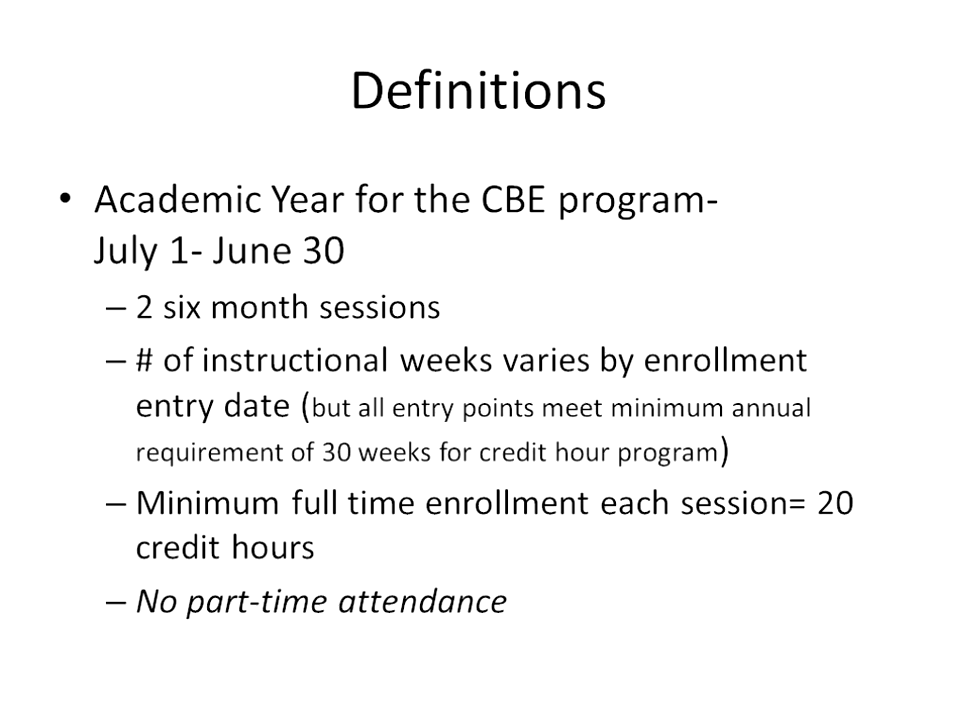 Definitions
• Academic Year for the CBE program-
July 1- June 30
– 2 six month sessions
– # of instructional weeks varies by enrollment
entry date (but all entry points meet minimum annual
requirement of 30 weeks for credit hour program)
– Minimum full time enrollment each session= 20
credit hours
– No part-time attendance